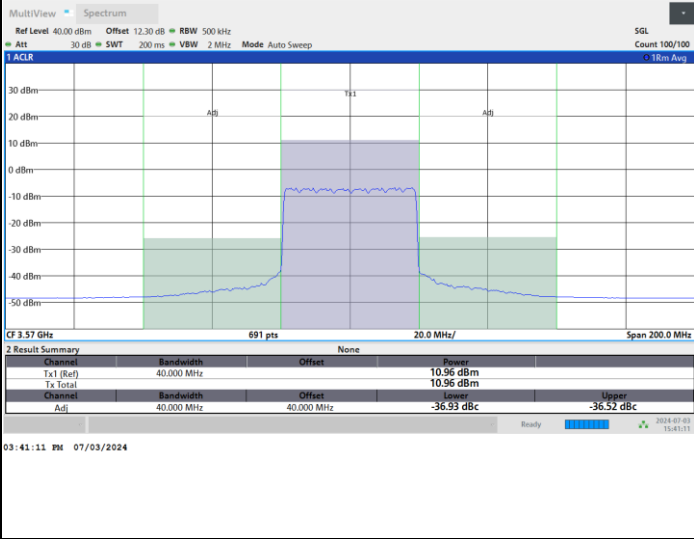 MultiView Spectrum
Ref Level 40.00 dBm Offset 12.30 dB RBW 500 kHz SGL
Att 30 dB SWT 200 ms VBW 2 MHz Mode Auto Sweep Count 100/100
1 ACLR 1Rm Avg
30 dBm
Tx1
20 dBm
Adj Adj
10 dBm
0 dBm
-10 dBm
-20 dBm
-30 dBm
-40 dBm
-50 dBm
CF 3.57 GHz 691 pts 20.0 MHz/ Span 200.0 MHz
2 Result Summary None
Channel Bandwidth Offset Power
Tx1 (Ref) 40.000 MHz 10.96 dBm
Tx Total 10.96 dBm
Channel Bandwidth Offset Lower Upper
Adj 40.000 MHz 40.000 MHz -36.93 dBc -36.52 dBc
Ready 2024-07-03
15:41:11
03:41:11 PM 07/03/2024